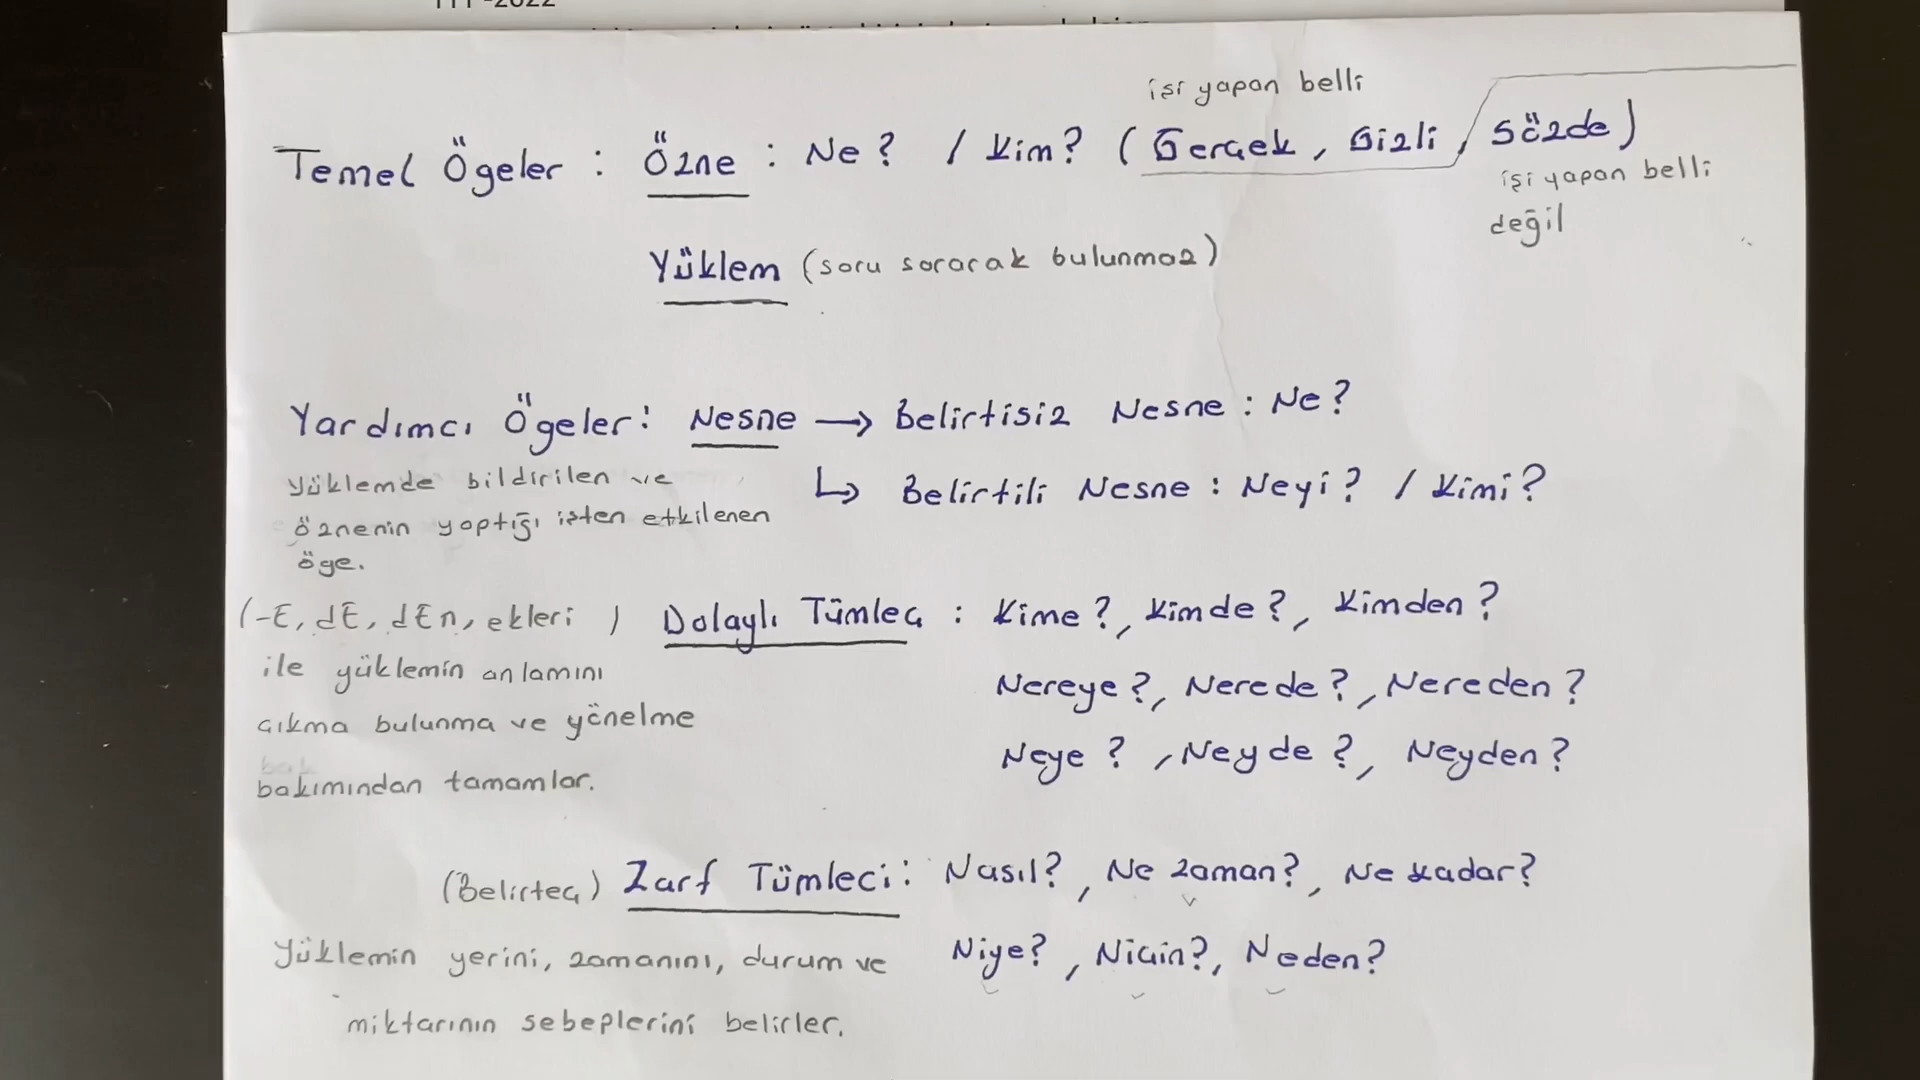 TYT-2022
işi yapan belli
Temel Ögeler : Özne : Ne? / Kim? (Gerçek, Gizli, Sözde)
işi yapan belli
değil
Yüklem (soru sorarak bulunmaz)
Yardımcı Ögeler: Nesne → Belirtisiz Nesne : Ne?
↳ Belirtili Nesne : Neyi? / Kimi?
Yüklemde bildirilen ve
öznenin yaptığı işten etkilenen
öge.
(-E, dE, dEn, ekleri ) Dolaylı Tümleç : Kime?, Kimde?, Kimden?
ile yüklemin anlamını
çıkma bulunma ve yönelme
bakımından tamamlar.
Nereye?, Nerede?, Nereden?
Neye ?, Neyde ?, Neyden?
(Belirteç) Zarf Tümleci: Nasıl?, Ne zaman?, Ne kadar?
Yüklemin yerini, zamanını, durum ve
miktarının sebeplerini belirler.
Niye?, Niçin?, Neden?